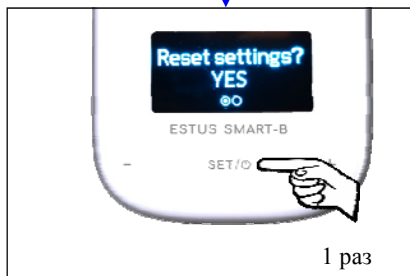 Reset settings?
YES
ESTUS SMART-B
- SET/⏻ +
1 раз